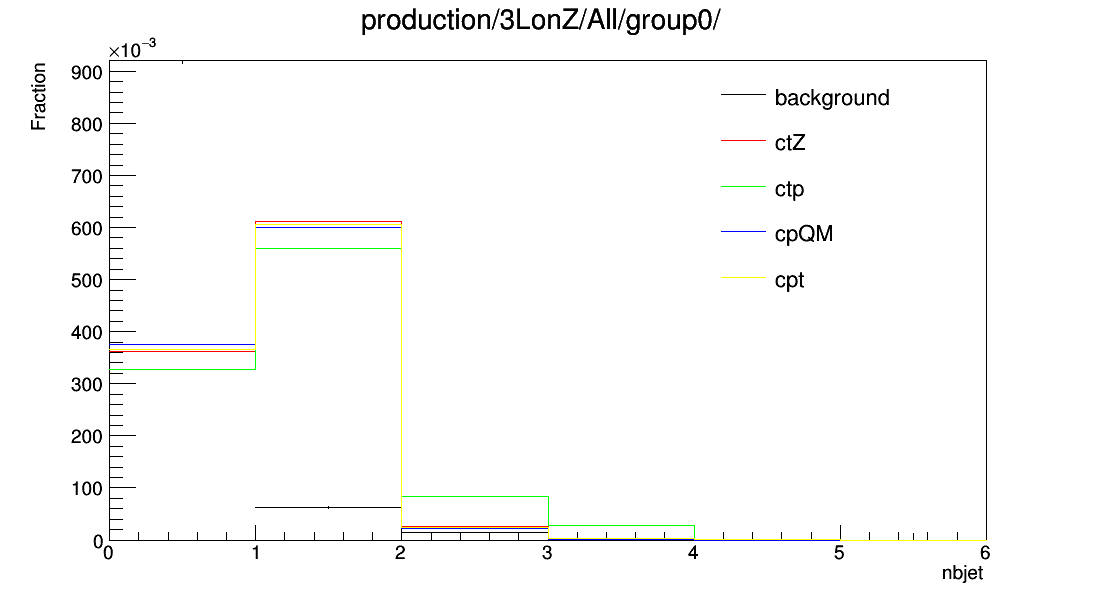 production/3LonZ/All/group0/
×10⁻³
Fraction
900
800
700
600
500
400
300
200
100
0
background
ctZ
ctp
cpQM
cpt
0 1 2 3 4 5 6
nbjet